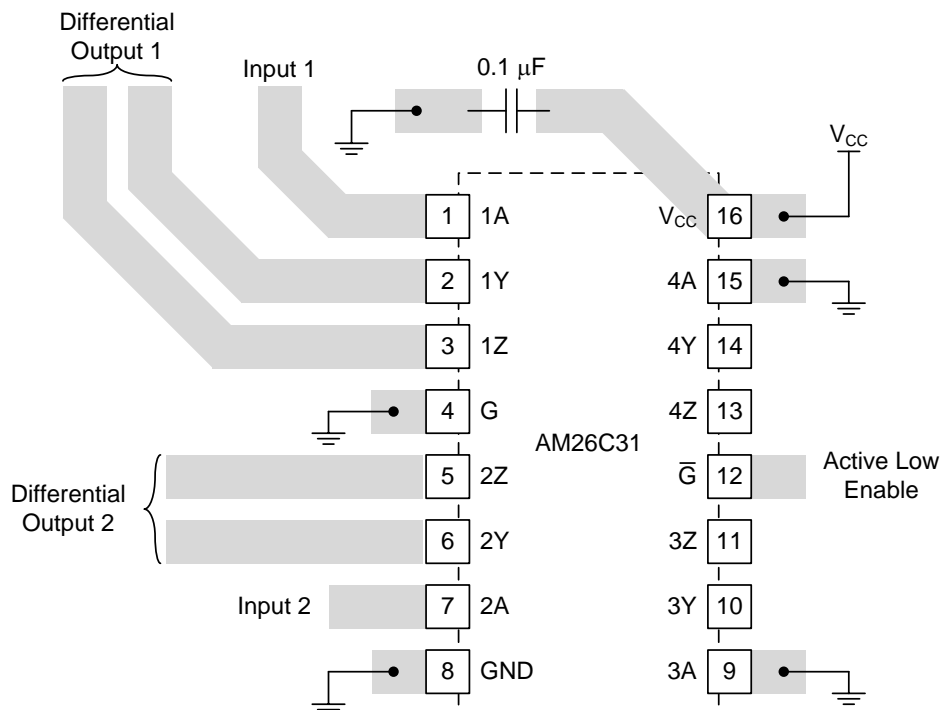 Differential
Output 1
Input 1
0.1 μF
V_CC
1 1A
V_CC 16
2 1Y
4A 15
3 1Z
4Y 14
4 G
4Z 13
AM26C31
5 2Z
G̅ 12
Active Low
Enable
Differential
Output 2
6 2Y
3Z 11
Input 2
7 2A
3Y 10
8 GND
3A 9